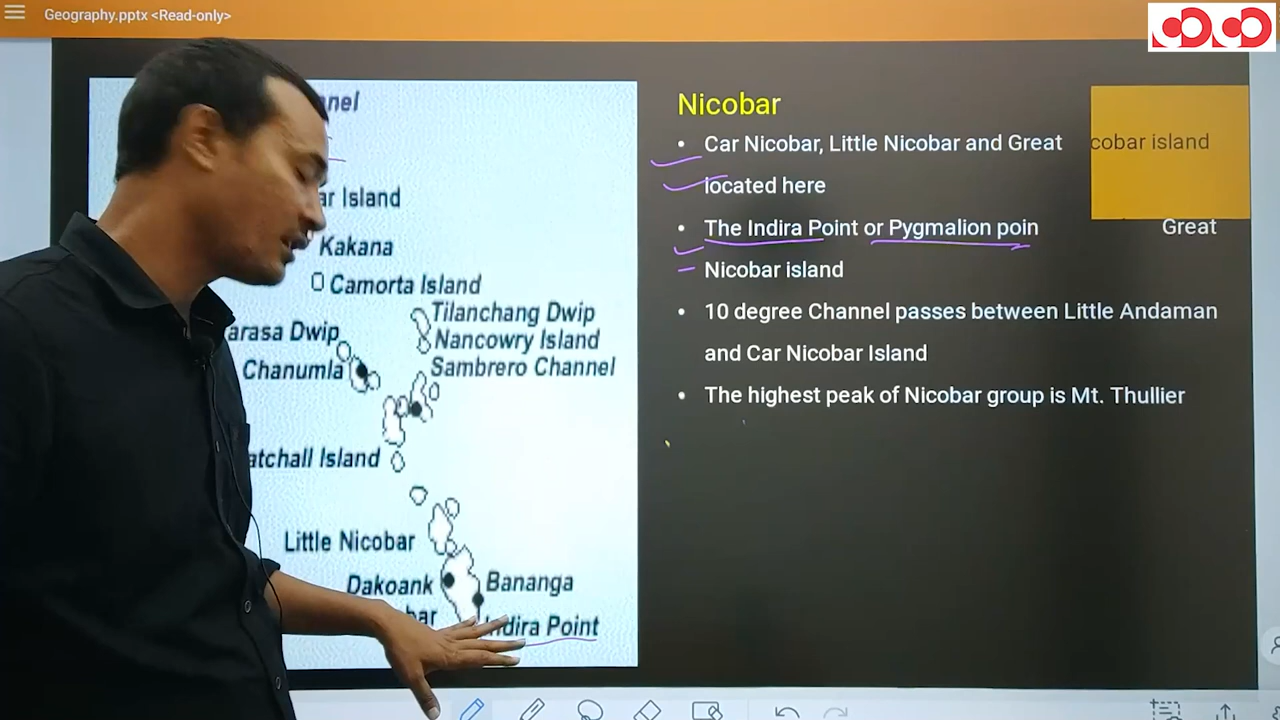 Geography.pptx <Read-only>
nnel
ar Island
Kakana
Camorta Island
Tilanchang Dwip
arasa Dwip
Nancowry Island
Chanumla
Sambrero Channel
atchall Island
Little Nicobar
Dakoank
Bananga
bar
Indira Point
Nicobar
• Car Nicobar, Little Nicobar and Great cobar island
located here
• The Indira Point or Pygmalion poin Great
Nicobar island
• 10 degree Channel passes between Little Andaman
and Car Nicobar Island
• The highest peak of Nicobar group is Mt. Thullier